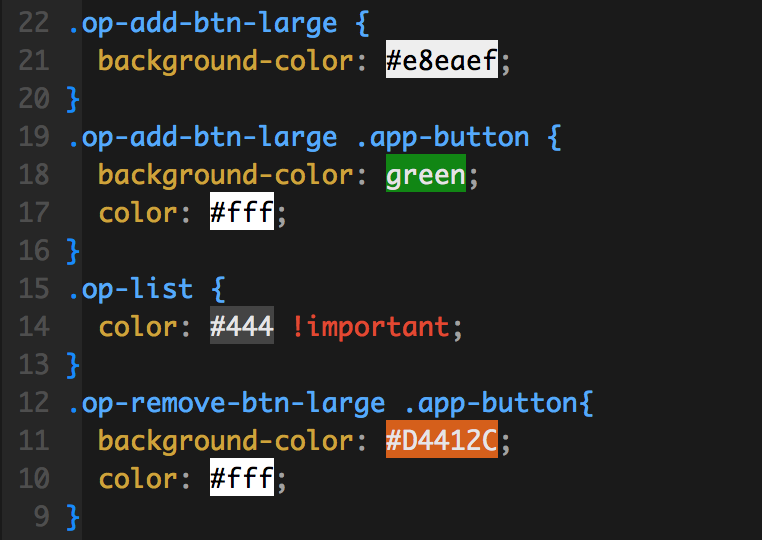 22 .op-add-btn-large {
21   background-color: #e8eaef;
20 }
19 .op-add-btn-large .app-button {
18   background-color: green;
17   color: #fff;
16 }
15 .op-list {
14   color: #444 !important;
13 }
12 .op-remove-btn-large .app-button{
11   background-color: #D4412C;
10   color: #fff;
9 }